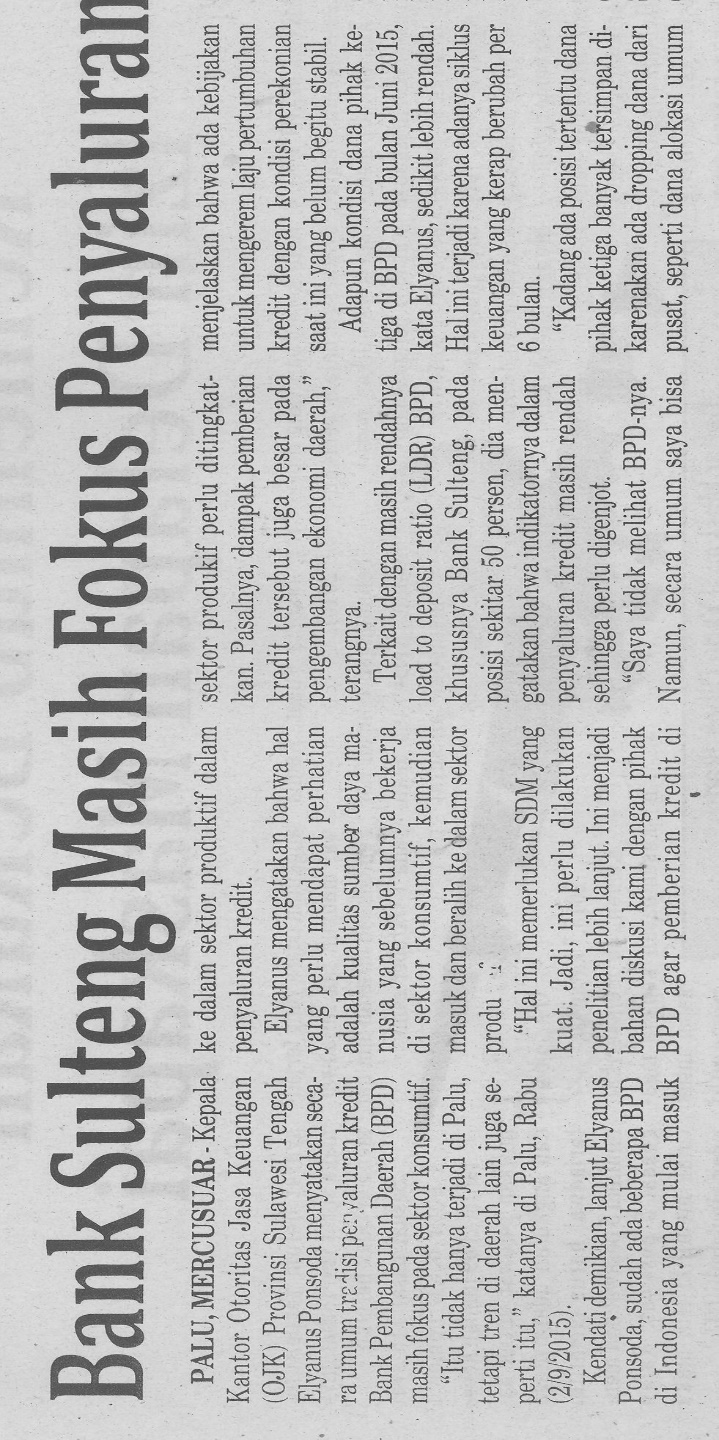 Bank Sulteng Masih Fokus Penyaluran
PALU, MERCUSUAR - Kepala
Kantor Otoritas Jasa Keuangan
(OJK) Provinsi Sulawesi Tengah
Elyanus Ponsoda menyatakan seca-
ra umum tradisi penyaluran kredit
Bank Pembangunan Daerah (BPD)
masih fokus pada sektor konsumtif.
“Itu tidak hanya terjadi di Palu,
tetapi tren di daerah lain juga se-
perti itu,” katanya di Palu, Rabu
(2/9/2015).
Kendati demikian, lanjut Elyanus
Ponsoda, sudah ada beberapa BPD
di Indonesia yang mulai masuk
ke dalam sektor produktif dalam
penyaluran kredit.
Elyanus mengatakan bahwa hal
yang perlu mendapat perhatian
adalah kualitas sumber daya ma-
nusia yang sebelumnya bekerja
di sektor konsumtif, kemudian
masuk dan beralih ke dalam sektor
produ
“Hal ini memerlukan SDM yang
kuat. Jadi, ini perlu dilakukan
penelitian lebih lanjut. Ini menjadi
bahan diskusi kami dengan pihak
BPD agar pemberian kredit di
sektor produkif perlu ditingkat-
kan. Pasalnya, dampak pemberian
kredit tersebut juga besar pada
pengembangan ekonomi daerah,”
terangnya.
Terkait dengan masih rendahnya
load to deposit ratio (LDR) BPD,
khususnya Bank Sulteng, pada
posisi sekitar 50 persen, dia men-
gatakan bahwa indikatornya dalam
penyaluran kredit masih rendah
sehingga perlu digenjot.
“Saya tidak melihat BPD-nya.
Namun, secara umum saya bisa
menjelaskan bahwa ada kebijakan
untuk mengerem laju pertumbuhan
kredit dengan kondisi perekonian
saat ini yang belum begitu stabil.
Adapun kondisi dana pihak ke-
tiga di BPD pada bulan Juni 2015,
kata Elyanus, sedikit lebih rendah.
Hal ini terjadi karena adanya siklus
keuangan yang kerap berubah per
6 bulan.
“Kadang ada posisi tertentu dana
pihak ketiga banyak tersimpan di-
karenakan ada dropping dana dari
pusat, seperti dana alokasi umum